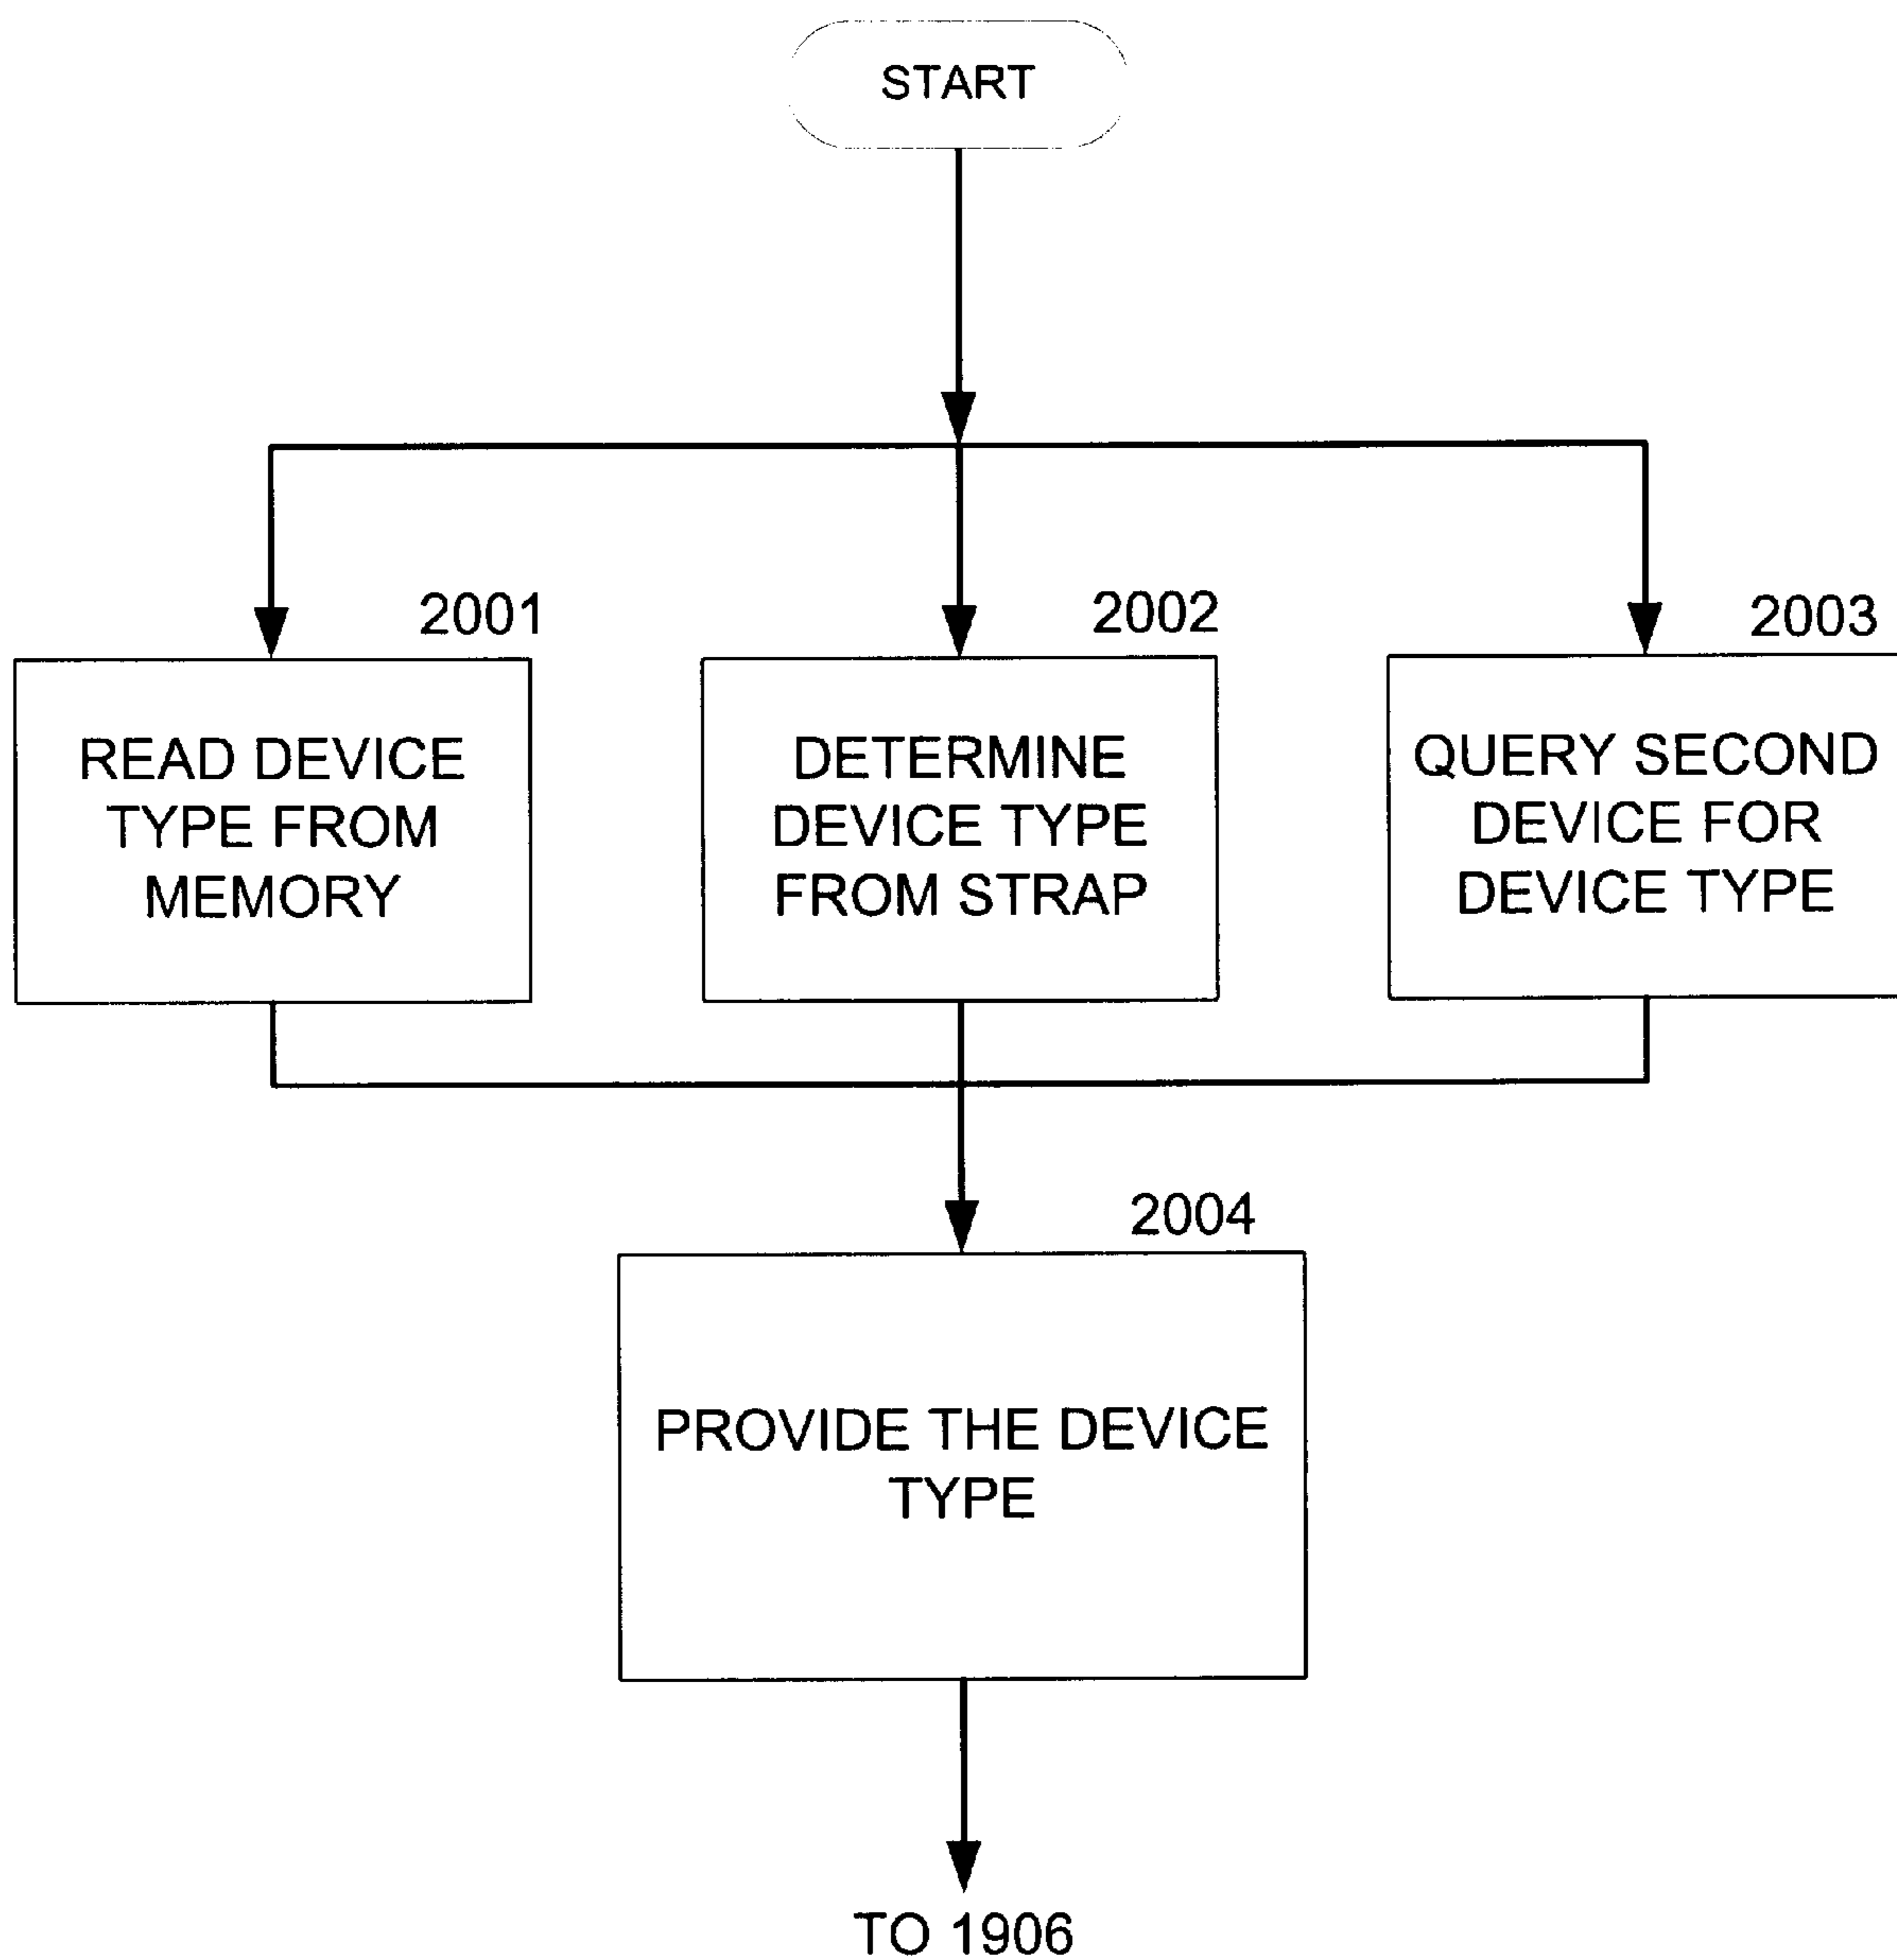 START
2001
READ DEVICE
TYPE FROM
MEMORY
2002
DETERMINE
DEVICE TYPE
FROM STRAP
2003
QUERY SECOND
DEVICE FOR
DEVICE TYPE
2004
PROVIDE THE DEVICE
TYPE
TO 1906